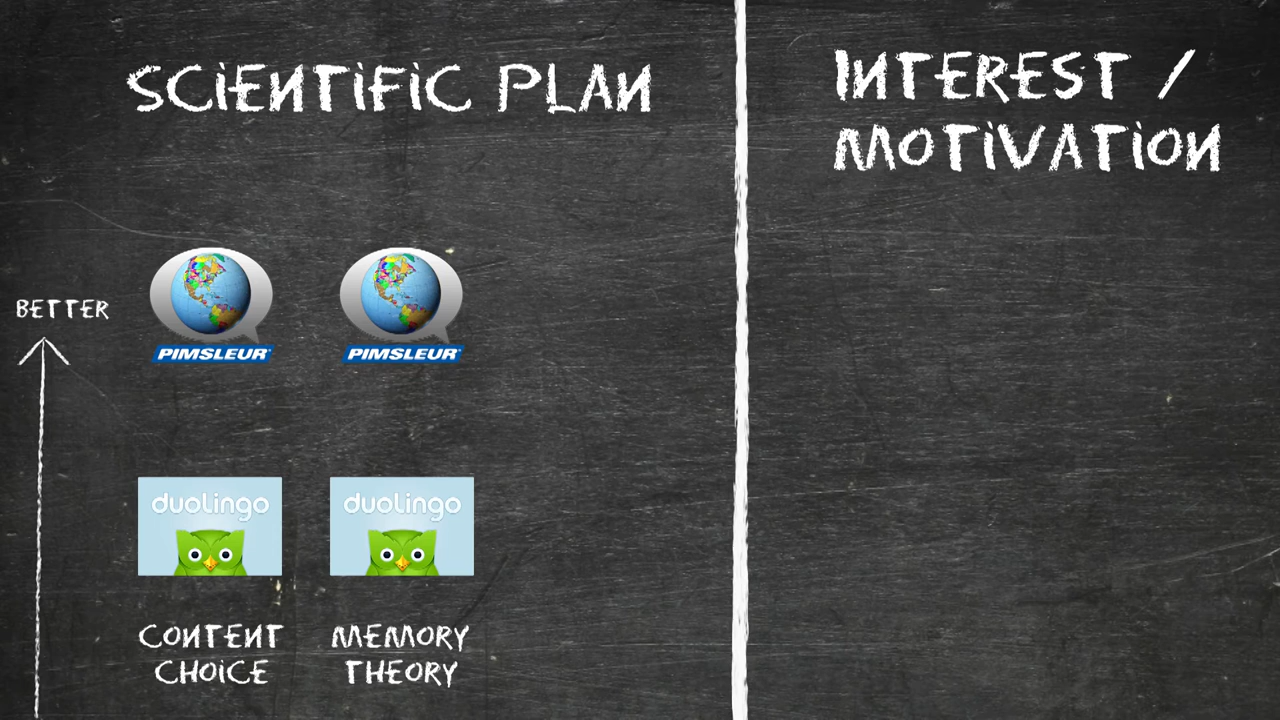 SCiENTiFiC PLAN
INTEREST /
MOTiVATiON
BETTER
PIMSLEUR
PIMSLEUR
duolingo
duolingo
CONTENT
CHOiCE
MEMORY
THEORY